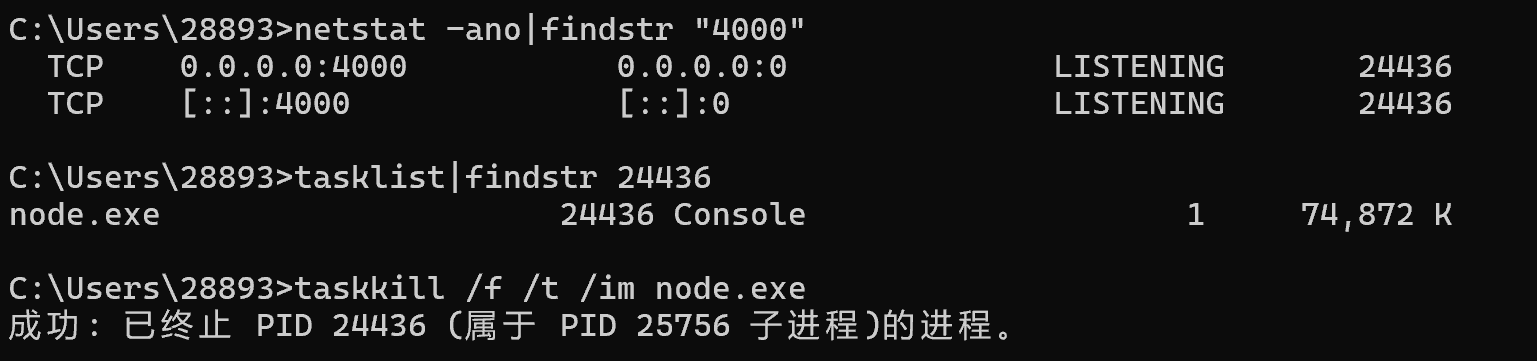 C:\Users\28893>netstat -ano|findstr "4000"
  TCP    0.0.0.0:4000           0.0.0.0:0              LISTENING       24436
  TCP    [::]:4000              [::]:0                 LISTENING       24436
C:\Users\28893>tasklist|findstr 24436
node.exe                     24436 Console                    1     74,872 K
C:\Users\28893>taskkill /f /t /im node.exe
成功: 已终止 PID 24436 (属于 PID 25756 子进程)的进程。